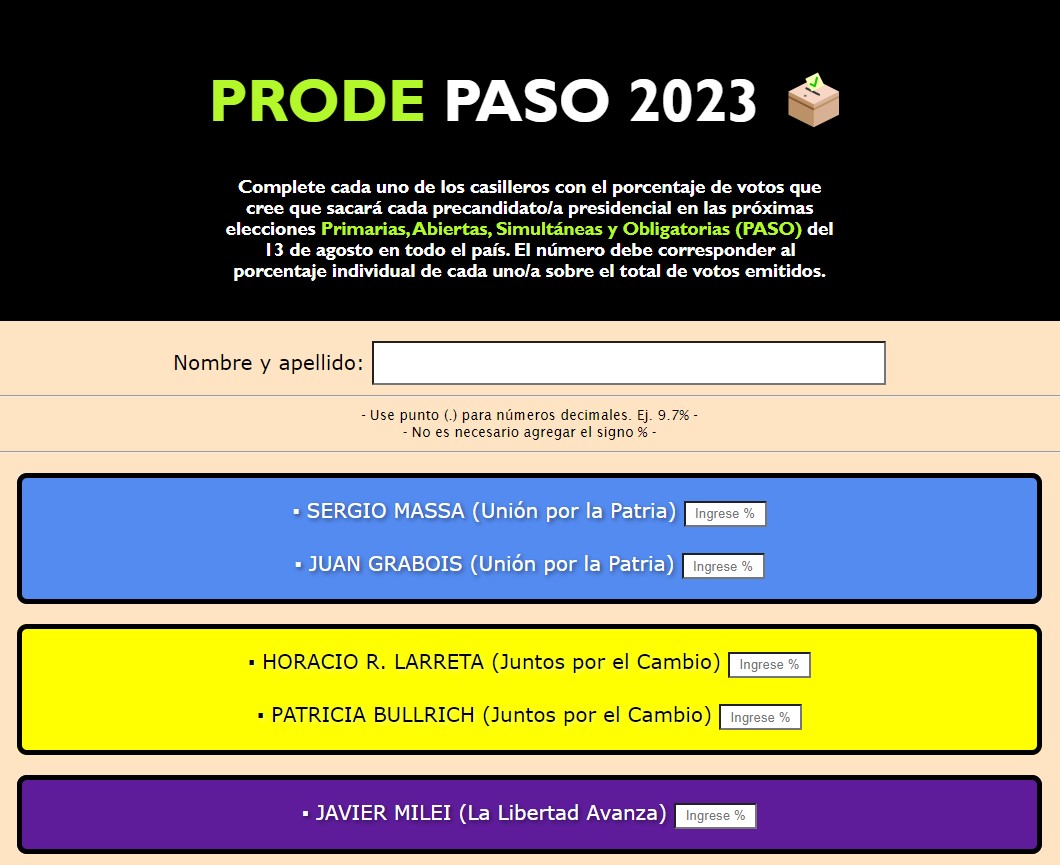 PRODE PASO 2023
Complete cada uno de los casilleros con el porcentaje de votos que
cree que sacará cada precandidato/a presidencial en las próximas
elecciones Primarias, Abiertas, Simultáneas y Obligatorias (PASO) del
13 de agosto en todo el país. El número debe corresponder al
porcentaje individual de cada uno/a sobre el total de votos emitidos.
Nombre y apellido:
- Use punto (.) para números decimales. Ej. 9.7% -
- No es necesario agregar el signo % -
▪ SERGIO MASSA (Unión por la Patria) Ingrese %
▪ JUAN GRABOIS (Unión por la Patria) Ingrese %
▪ HORACIO R. LARRETA (Juntos por el Cambio) Ingrese %
▪ PATRICIA BULLRICH (Juntos por el Cambio) Ingrese %
▪ JAVIER MILEI (La Libertad Avanza) Ingrese %